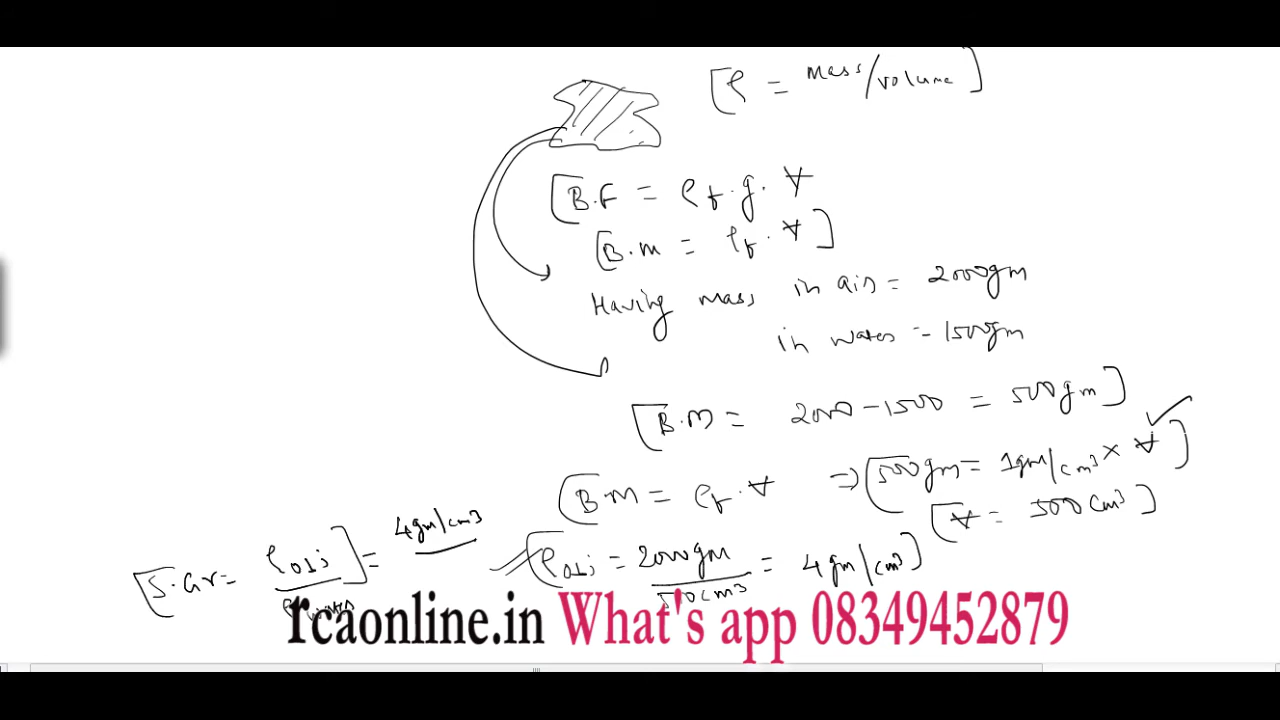 [ρ = mass/volume]
[B.F = ρf.g.∀
[B.m = ρf.∀]
Having mass in air = 2000gm
in water = 1500gm
[B.M = 2000 - 1500 = 500gm]
[B.M = ρf.∀ ⇒ [500gm = 1gm/cm³ × ∀]
[∀ = 500 cm³]
[ρobj = 2000gm / 500cm³ = 4gm/cm³]
[S.Gr = ρobj / ρwater] = 4gm/cm³
rcaonline.in What's app 08349452879